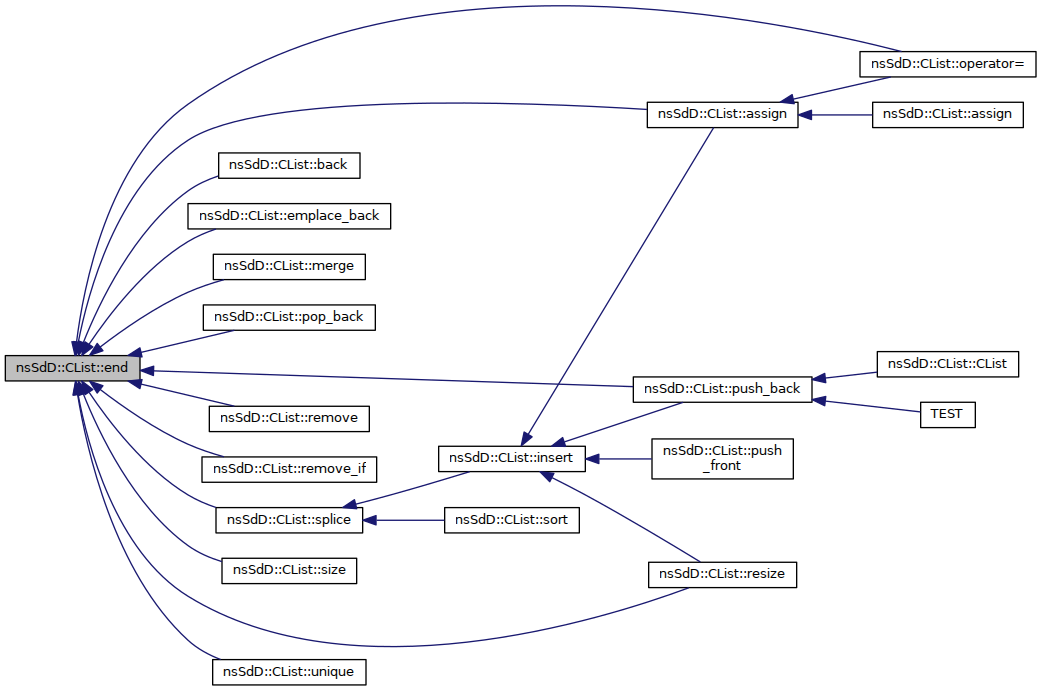 nsSdD::CList::operator=
nsSdD::CList::assign
nsSdD::CList::assign
nsSdD::CList::back
nsSdD::CList::emplace_back
nsSdD::CList::merge
nsSdD::CList::pop_back
nsSdD::CList::end
nsSdD::CList::CList
nsSdD::CList::push_back
TEST
nsSdD::CList::remove
nsSdD::CList::insert
nsSdD::CList::push
_front
nsSdD::CList::remove_if
nsSdD::CList::splice
nsSdD::CList::sort
nsSdD::CList::size
nsSdD::CList::resize
nsSdD::CList::unique